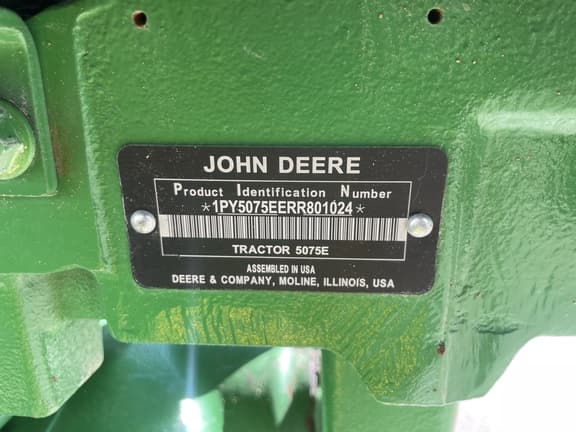 JOHN DEERE
Product Identification Number
*1PY5075EERR801024*
TRACTOR 5075E
ASSEMBLED IN USA
DEERE & COMPANY, MOLINE, ILLINOIS, USA